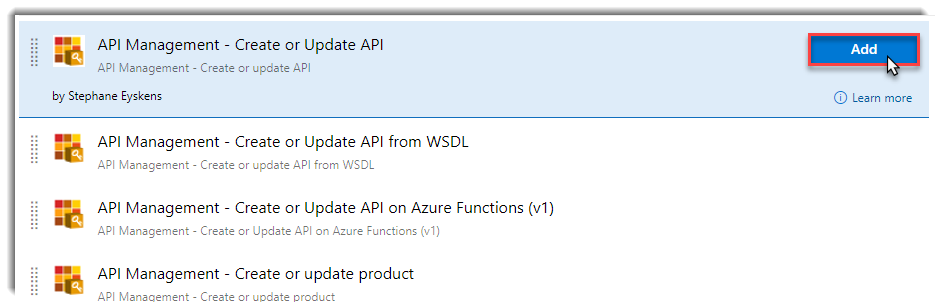 API Management - Create or Update API
Add
API Management - Create or update API
by Stephane Eyskens
Learn more
API Management - Create or Update API from WSDL
API Management - Create or update API from WSDL
API Management - Create or Update API on Azure Functions (v1)
API Management - Create or Update API on Azure Functions (v1)
API Management - Create or update product
API Management - Create or update product